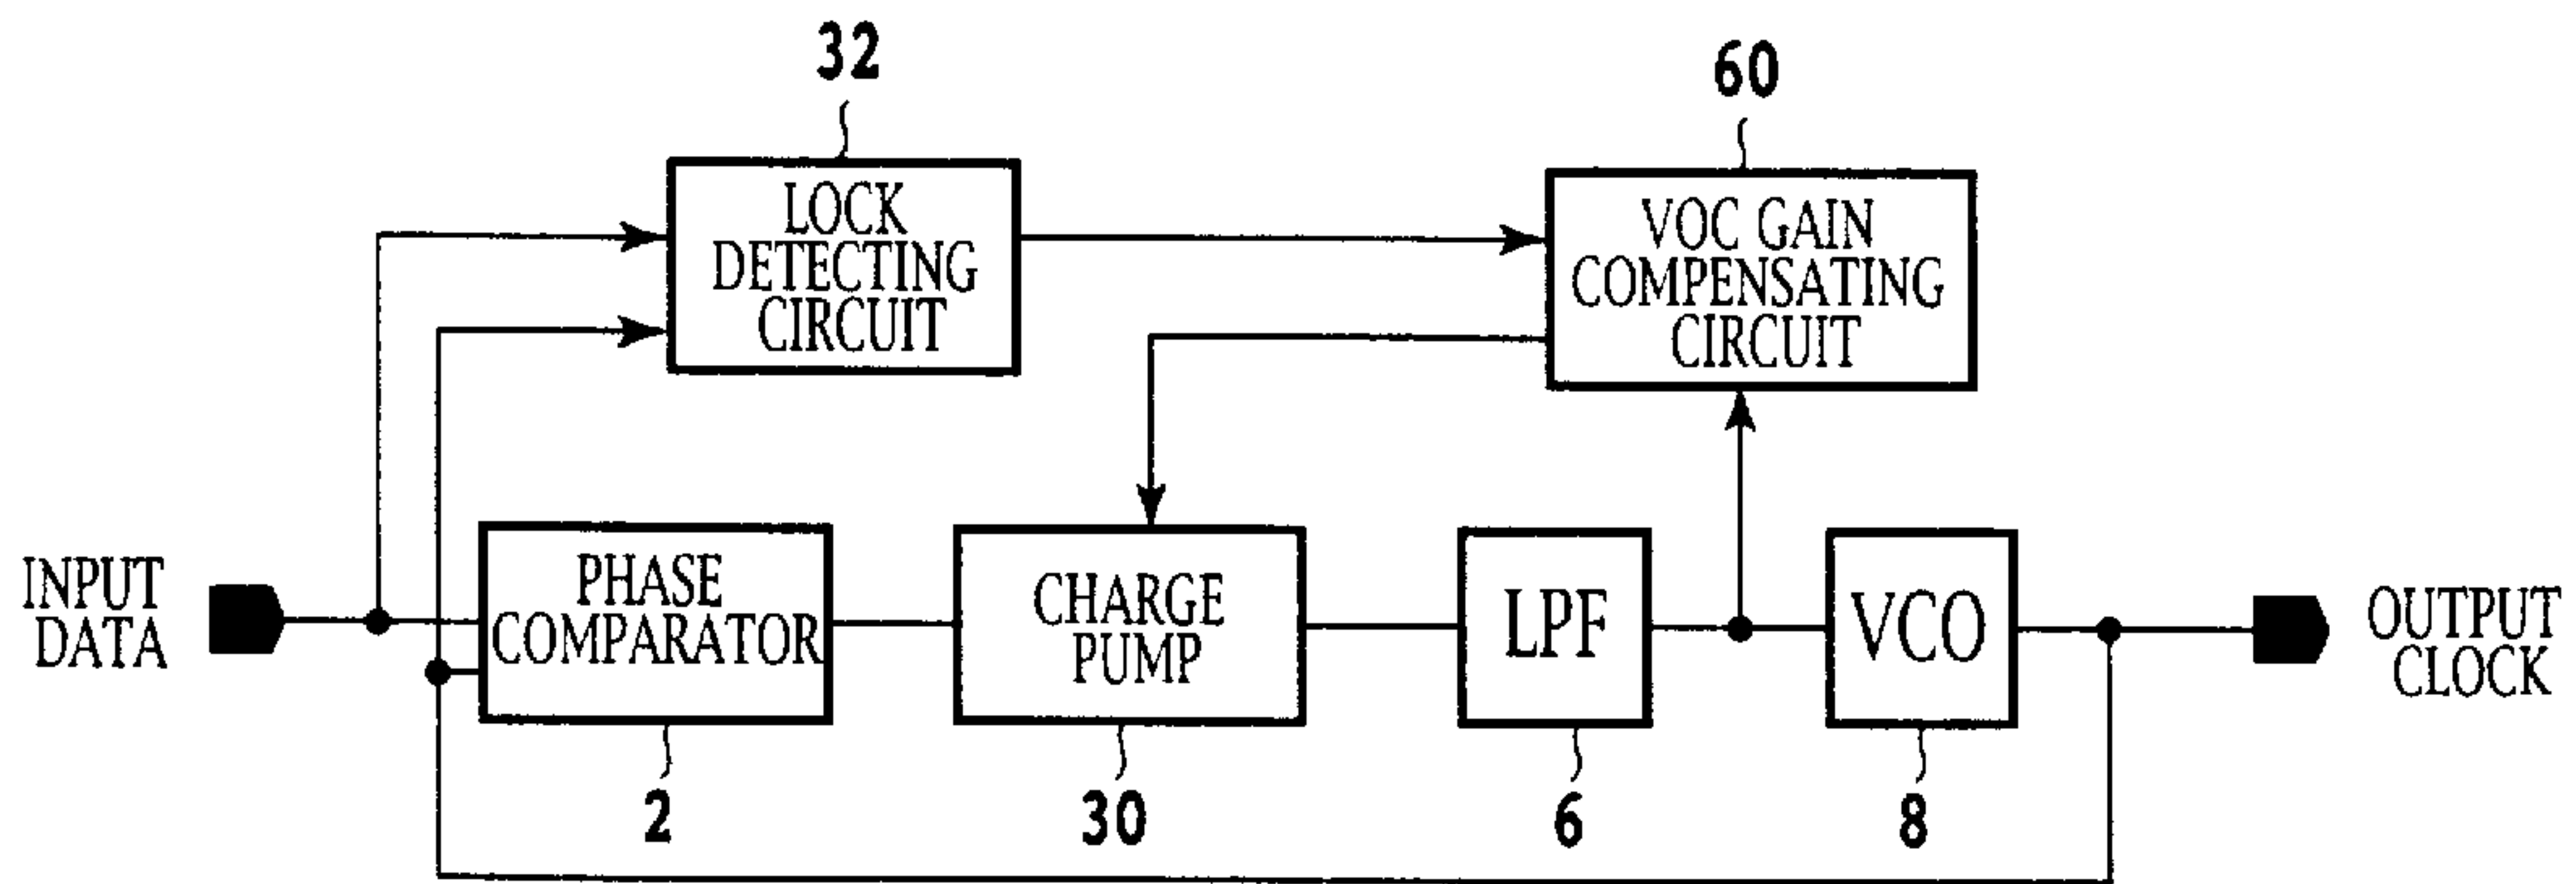 32
60
LOCK
DETECTING
CIRCUIT
VOC GAIN
COMPENSATING
CIRCUIT
INPUT
DATA
PHASE
COMPARATOR
CHARGE
PUMP
LPF
VCO
OUTPUT
CLOCK
2
30
6
8